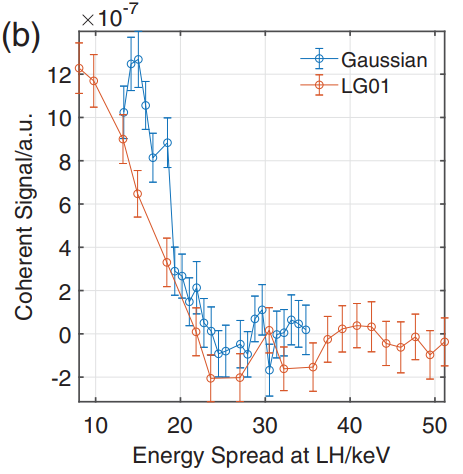 (b)
×10⁻⁷
Gaussian
LG01
12
10
8
6
4
2
0
-2
Coherent Signal/a.u.
10 20 30 40 50
Energy Spread at LH/keV